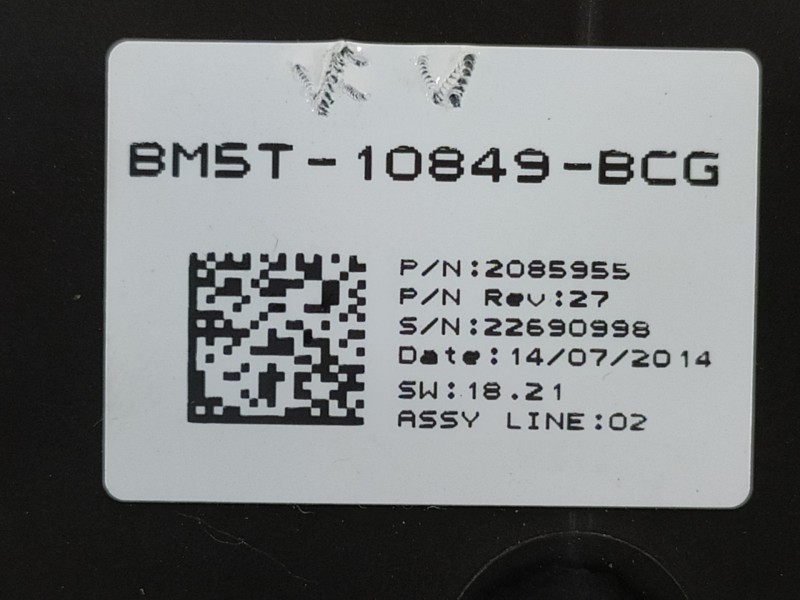 BM5T-10849-BCG
P/N:2085955
P/N Rev:27
S/N:22690998
Date:14/07/2014
SW:18.21
ASSY LINE:02